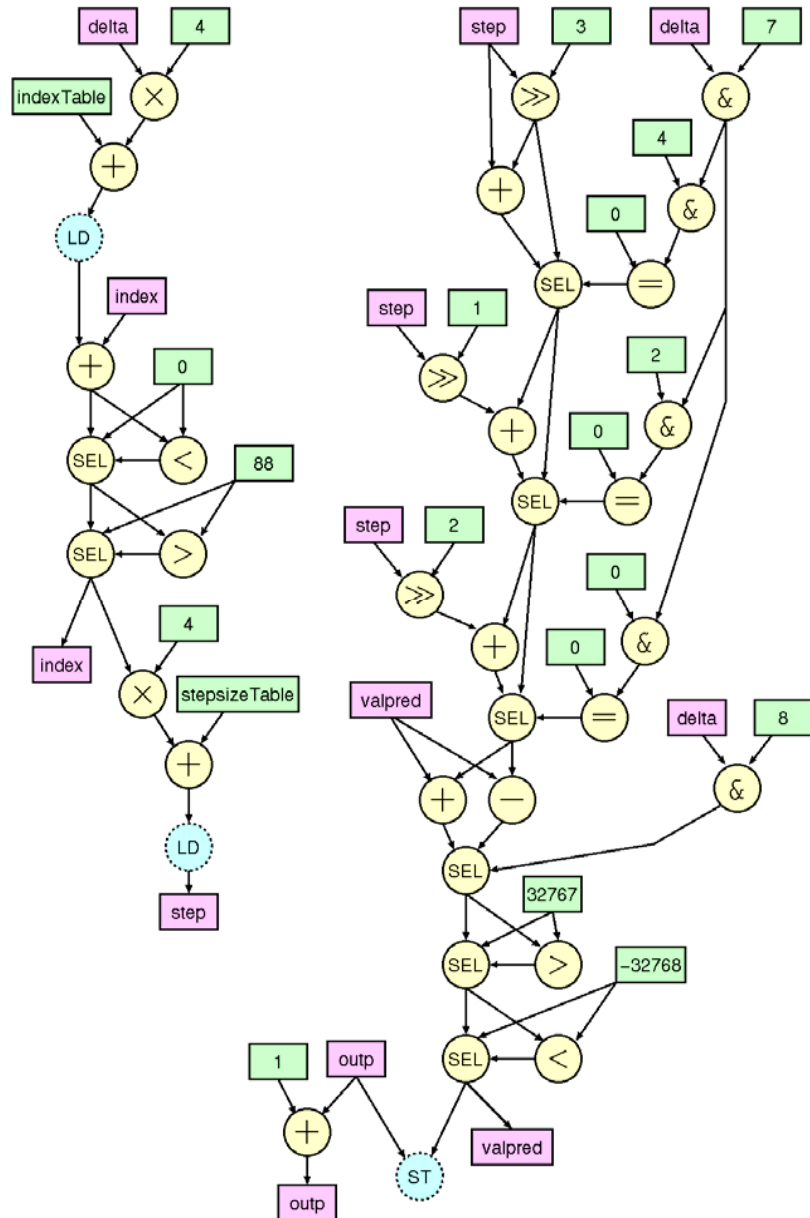 delta 4 step 3 delta 7
indexTable × ≫ &
+ 4
+ &
LD 0
SEL =
index step 1
+ 0 ≫ 2
+ &
SEL < 0
88 SEL =
SEL > step 2
≫ 0
index 4 + 0 &
× stepsizeTable valpred SEL = delta 8
+ + − &
LD SEL
32767
step SEL > −32768
1 outp SEL <
+ valpred
outp ST